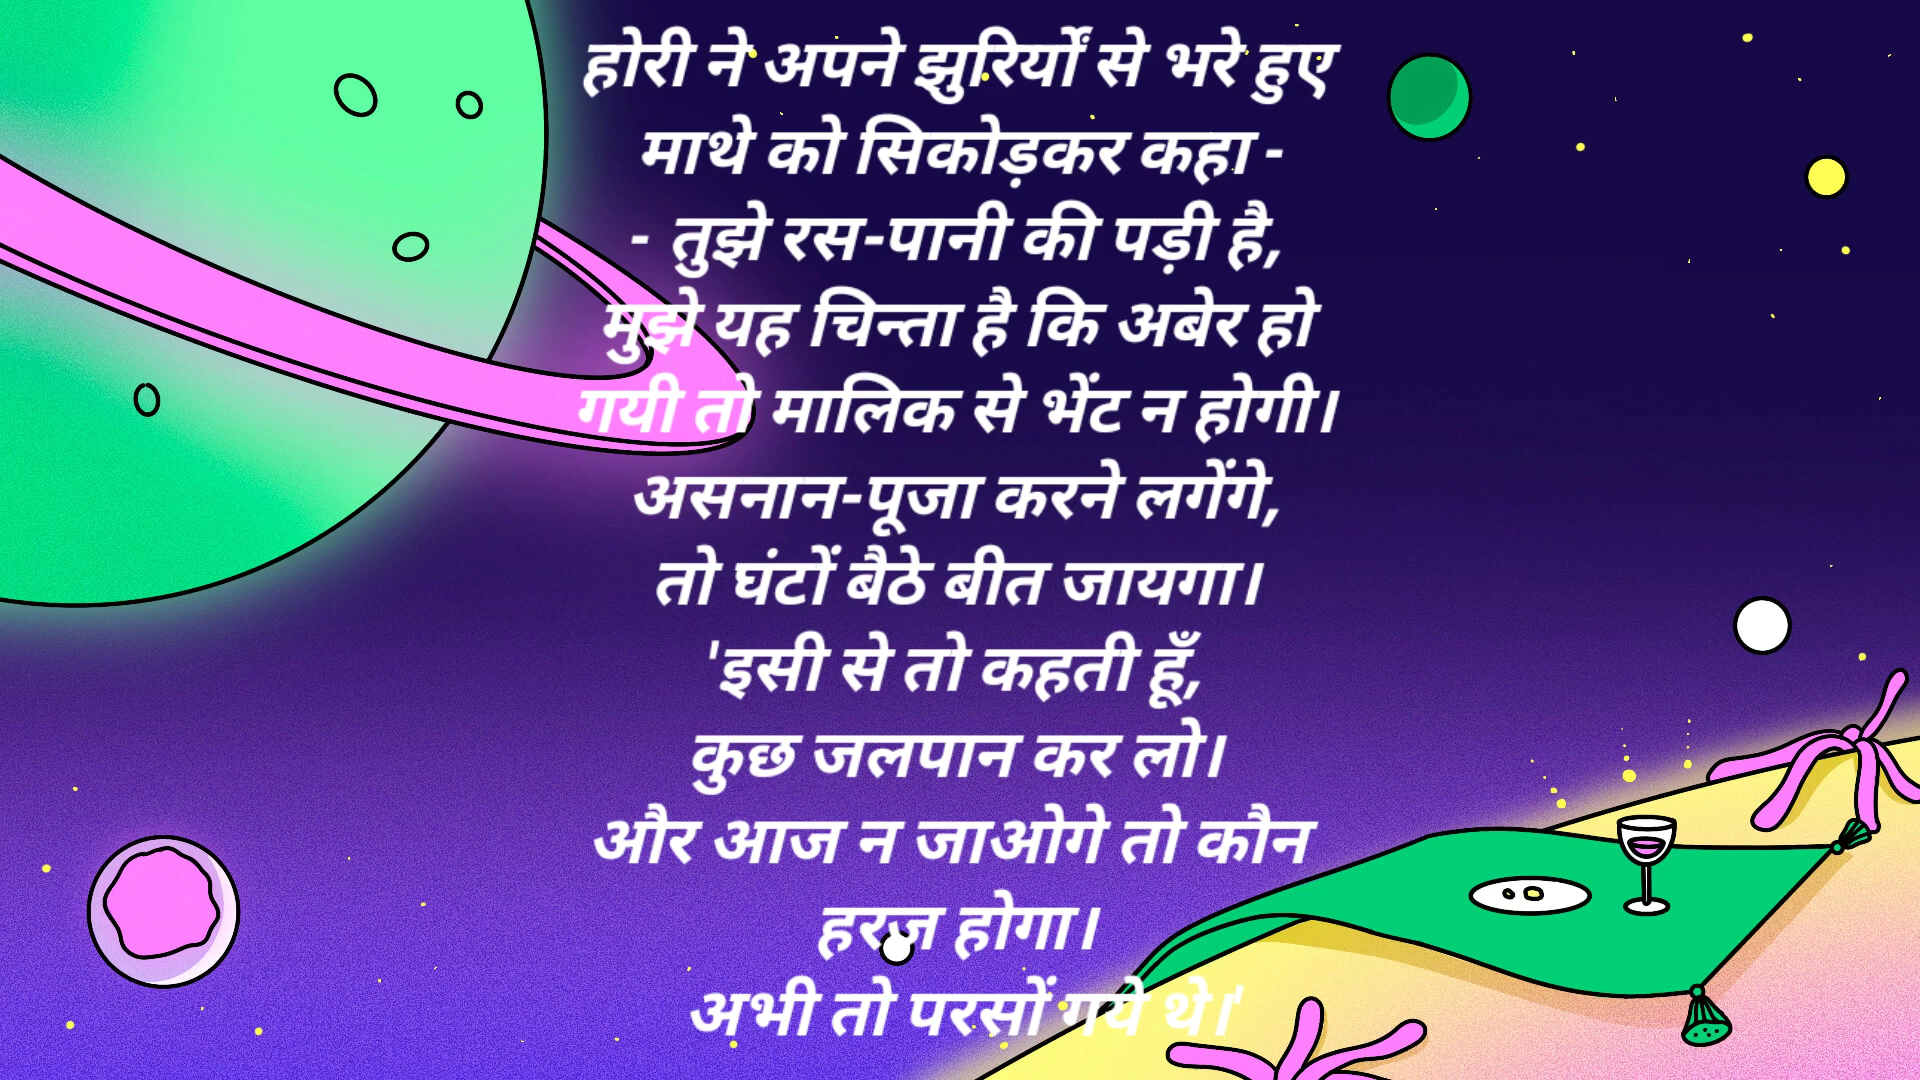 होरी ने अपने झुरिर्यों से भरे हुए
माथे को सिकोड़कर कहा -
- तुझे रस-पानी की पड़ी है,
मुझे यह चिन्ता है कि अबेर हो
गयी तो मालिक से भेंट न होगी।
असनान-पूजा करने लगेंगे,
तो घंटों बैठे बीत जायगा।
'इसी से तो कहती हूँ,
कुछ जलपान कर लो।
और आज न जाओगे तो कौन
हरज होगा।
अभी तो परसों गये थे।'